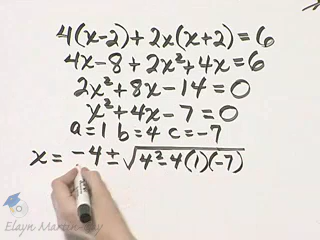 4(x-2)+2x(x+2)=6
4x-8+2x²+4x=6
2x²+8x-14=0
x²+4x-7=0
a=1 b=4 c=-7
x= -4±√4²-4(1)(-7)
Elayn Martin